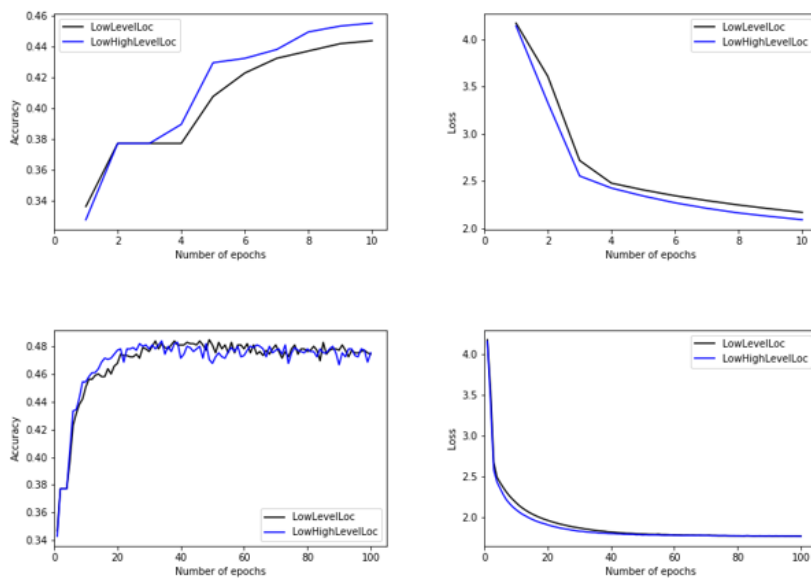 LowLevelLoc
LowHighLevelLoc
0.46
0.44
0.42
0.40
0.38
0.36
0.34
Accuracy
0 2 4 6 8 10
Number of epochs
LowLevelLoc
LowHighLevelLoc
4.0
3.5
3.0
2.5
2.0
Loss
0 2 4 6 8 10
Number of epochs
0.48
0.46
0.44
0.42
0.40
0.38
0.36
0.34
Accuracy
LowLevelLoc
LowHighLevelLoc
0 20 40 60 80 100
Number of epochs
LowLevelLoc
LowHighLevelLoc
4.0
3.5
3.0
2.5
2.0
Loss
0 20 40 60 80 100
Number of epochs